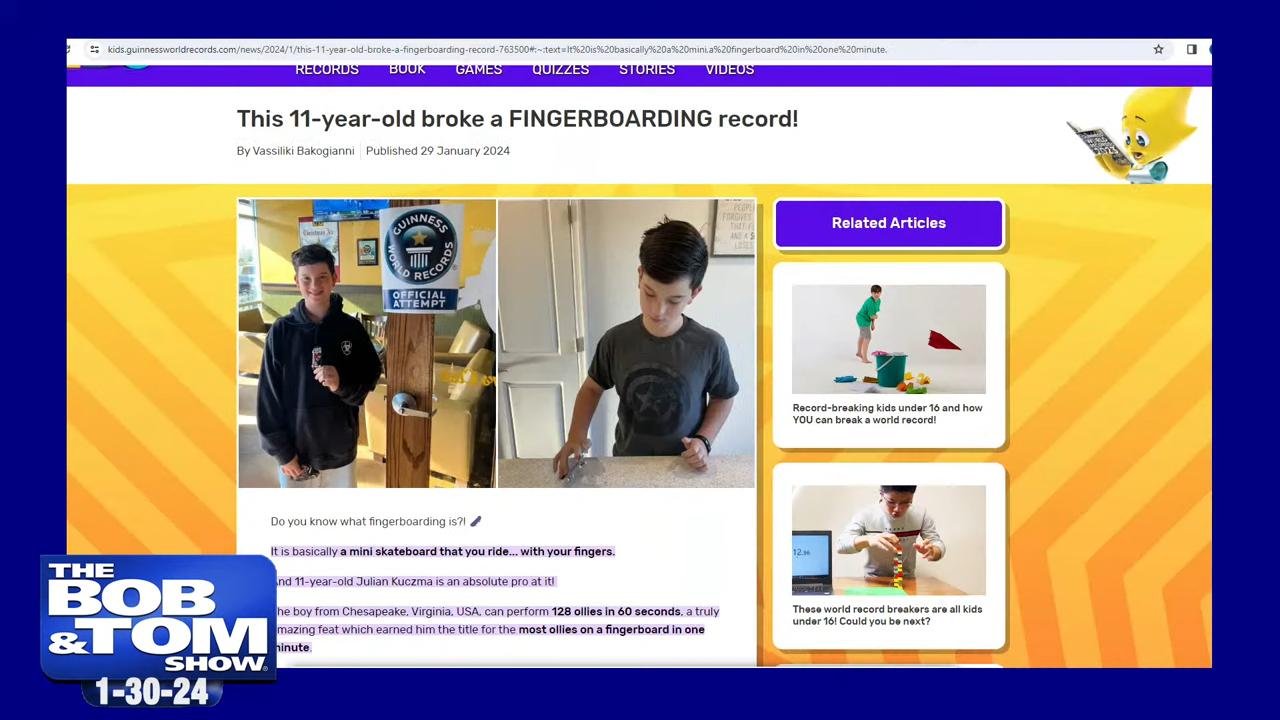 kids.guinnessworldrecords.com/news/2024/1/this-11-year-old-broke-a-fingerboarding-record-763500#:~:text=It%20is%20basically%20a%20mini,a%20fingerboard%20in%20one%20minute.
RECORDS BOOK GAMES QUIZZES STORIES VIDEOS
This 11-year-old broke a FINGERBOARDING record!
By Vassiliki Bakogianni Published 29 January 2024
GUINNESS
WORLD RECORDS
OFFICIAL
ATTEMPT
Do you know what fingerboarding is?!
It is basically a mini skateboard that you ride... with your fingers.
And 11-year-old Julian Kuczma is an absolute pro at it!
The boy from Chesapeake, Virginia, USA, can perform 128 ollies in 60 seconds, a truly
amazing feat which earned him the title for the most ollies on a fingerboard in one
minute.
Related Articles
Record-breaking kids under 16 and how
YOU can break a world record!
These world record breakers are all kids
under 16! Could you be next?
THE
BOB
&TOM
SHOW
1-30-24